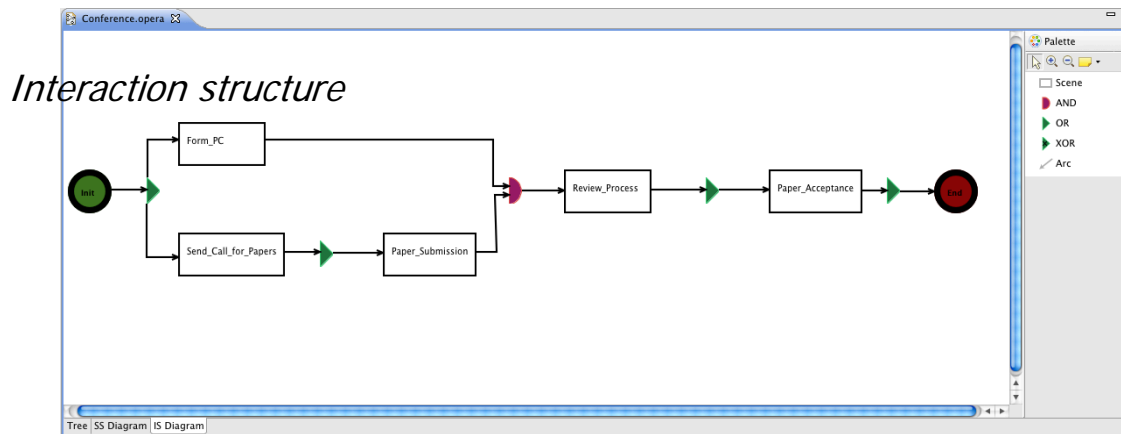 Conference.opera
Palette
Interaction structure
Scene
AND
OR
XOR
Arc
Form_PC
Init
Review_Process
Paper_Acceptance
End
Send_Call_for_Papers
Paper_Submission
Tree
SS Diagram
IS Diagram